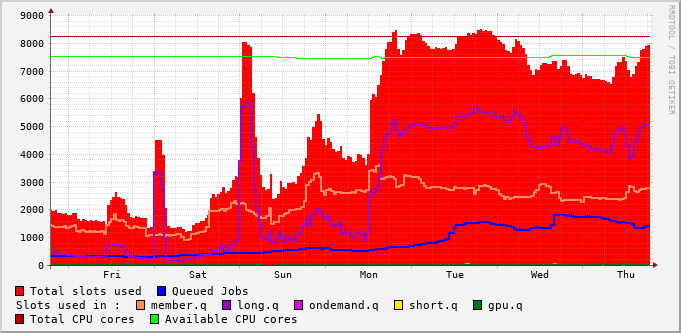 9000
8000
7000
6000
5000
4000
3000
2000
1000
0
Fri Sat Sun Mon Tue Wed Thu
RRDTOOL / TOBI OETIKER
Total slots used Queued Jobs
Slots used in : member.q long.q ondemand.q short.q gpu.q
Total CPU cores Available CPU cores